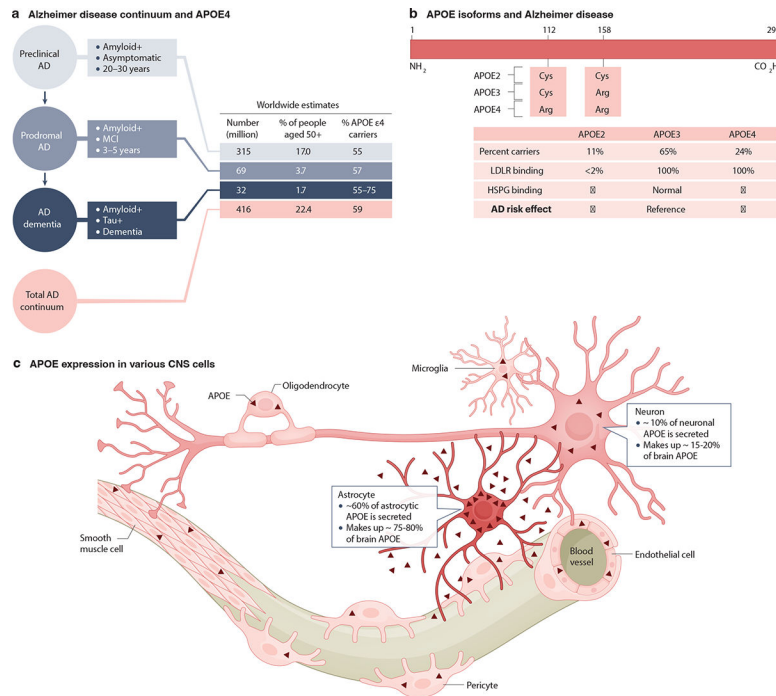 a Alzheimer disease continuum and APOE4
Preclinical
AD
• Amyloid+
• Asymptomatic
• 20–30 years
Prodromal
AD
• Amyloid+
• MCI
• 3–5 years
AD
dementia
• Amyloid+
• Tau+
• Dementia
Total AD
continuum
Worldwide estimates
Number
(million)
% of people
aged 50+
% APOE ε4
carriers
315 17.0 55
69 3.7 57
32 1.7 55–75
416 22.4 59
b APOE isoforms and Alzheimer disease
1 112 158 29
NH2 CO2H
APOE2 Cys Cys
APOE3 Cys Arg
APOE4 Arg Arg
APOE2 APOE3 APOE4
Percent carriers 11% 65% 24%
LDLR binding <2% 100% 100%
HSPG binding Normal
AD risk effect Reference
c APOE expression in various CNS cells
APOE
Oligodendrocyte
Microglia
Neuron
• ~ 10% of neuronal
APOE is secreted
• Makes up ~ 15-20%
of brain APOE
Astrocyte
• ~60% of astrocytic
APOE is secreted
• Makes up ~ 75-80%
of brain APOE
Smooth
muscle cell
Blood
vessel
Endothelial cell
Pericyte